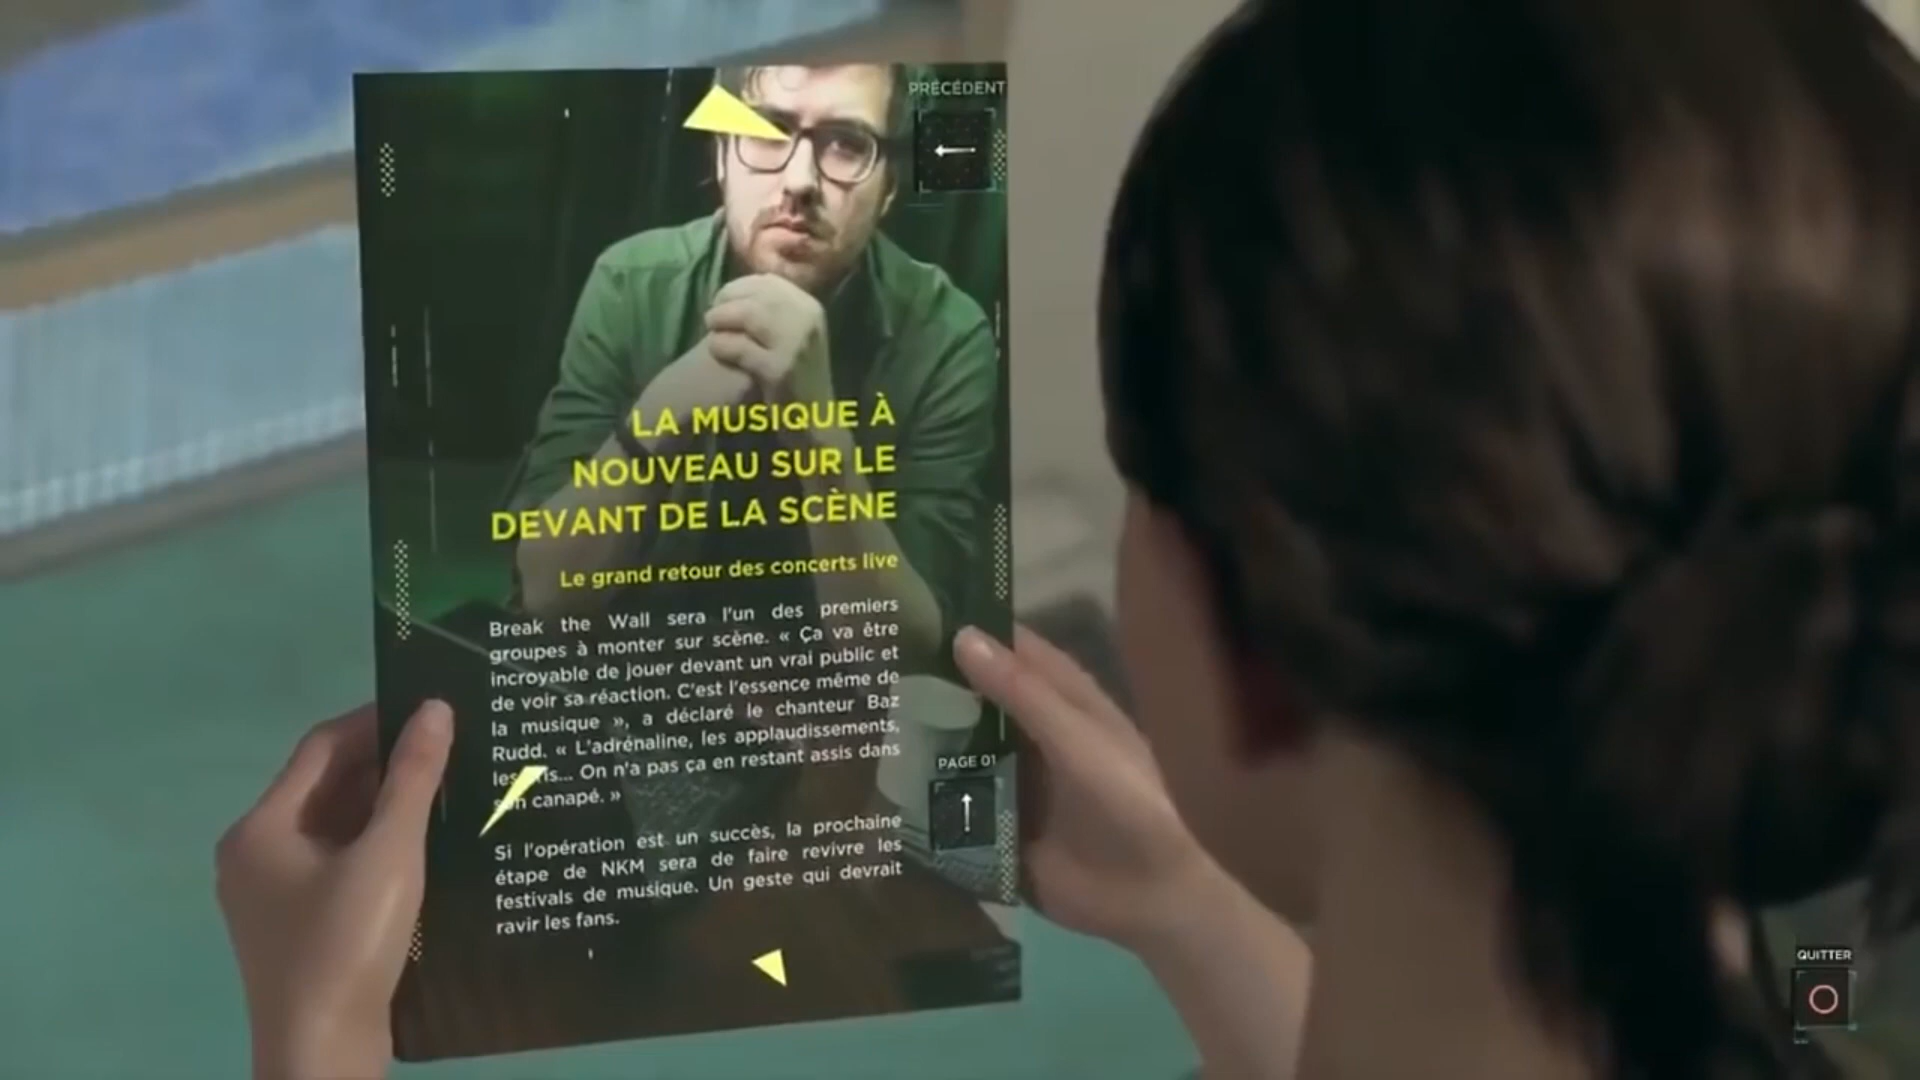 PRÉCÉDENT
LA MUSIQUE À
NOUVEAU SUR LE
DEVANT DE LA SCÈNE
Le grand retour des concerts live
Break the Wall sera l'un des premiers
groupes à monter sur scène. « Ça va être
incroyable de jouer devant un vrai public et
de voir sa réaction. C'est l'essence même de
la musique », a déclaré le chanteur Baz
Rudd. « L'adrénaline, les applaudissements,
les cris... On n'a pas ça en restant assis dans
son canapé. »
PAGE 01
Si l'opération est un succès, la prochaine
étape de NKM sera de faire revivre les
festivals de musique. Un geste qui devrait
ravir les fans.
QUITTER